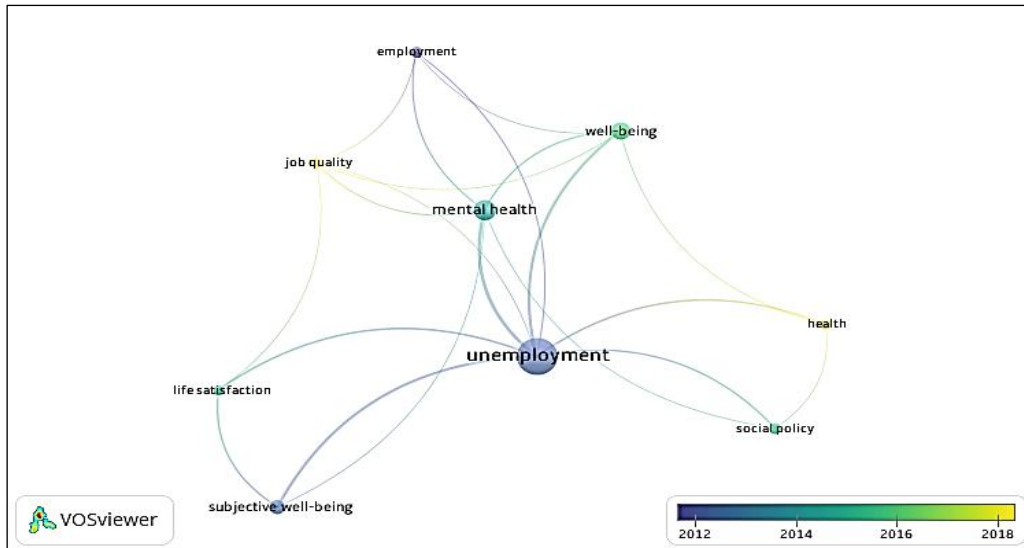 employment
well-being
job quality
mental health
health
unemployment
life satisfaction
social policy
subjective well-being
VOSviewer
2012 2014 2016 2018